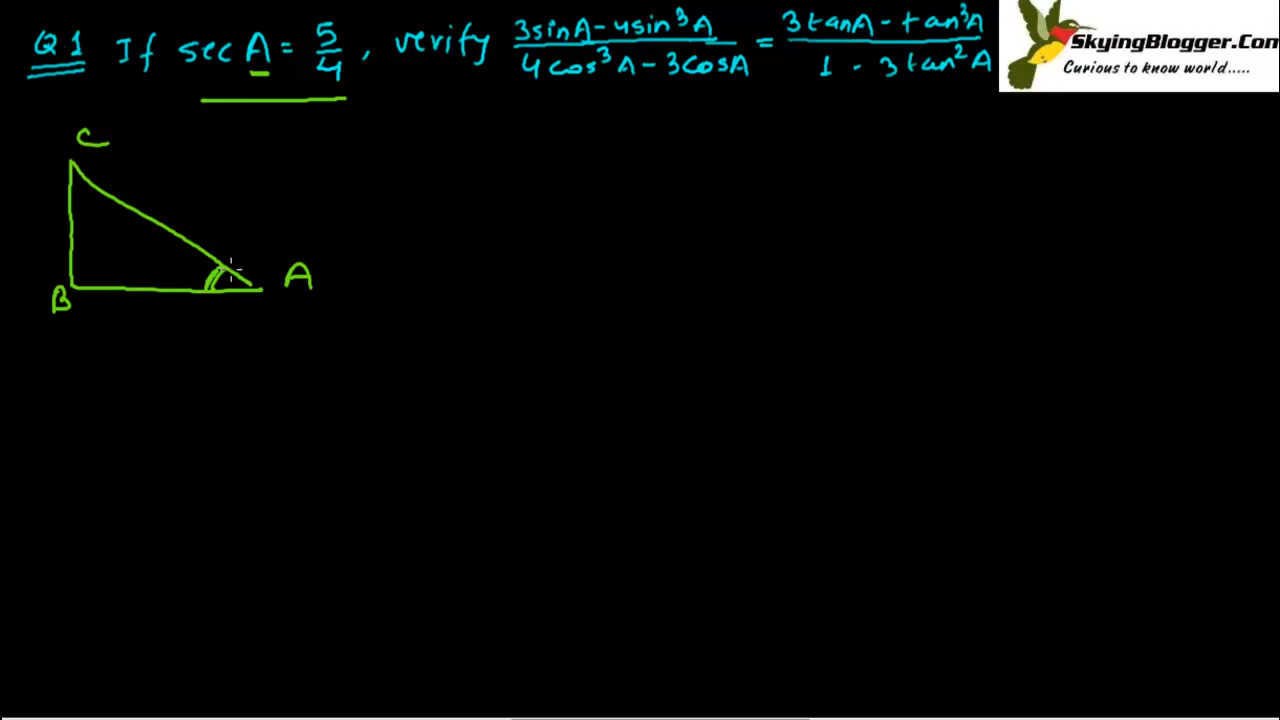 Q1 If sec A = 5/4, verify (3sinA - 4sin³A)/(4cos³A - 3cosA) = (3tanA - tan³A)/(1 - 3tan²A)
SkyingBlogger.Com
Curious to know world.....
C
B
A